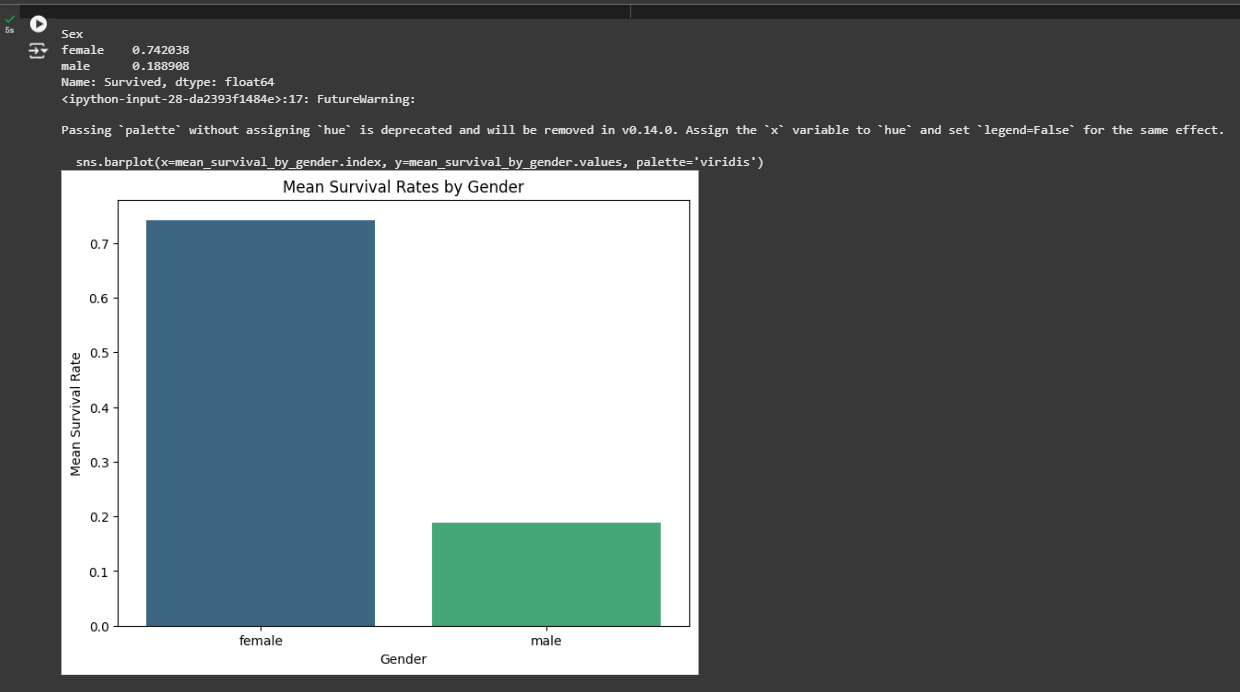 5s
Sex
female    0.742038
male      0.188908
Name: Survived, dtype: float64
<ipython-input-28-da2393f1484e>:17: FutureWarning:
Passing `palette` without assigning `hue` is deprecated and will be removed in v0.14.0. Assign the `x` variable to `hue` and set `legend=False` for the same effect.
sns.barplot(x=mean_survival_by_gender.index, y=mean_survival_by_gender.values, palette='viridis')
Mean Survival Rates by Gender
Mean Survival Rate
0.7
0.6
0.5
0.4
0.3
0.2
0.1
0.0
female
male
Gender